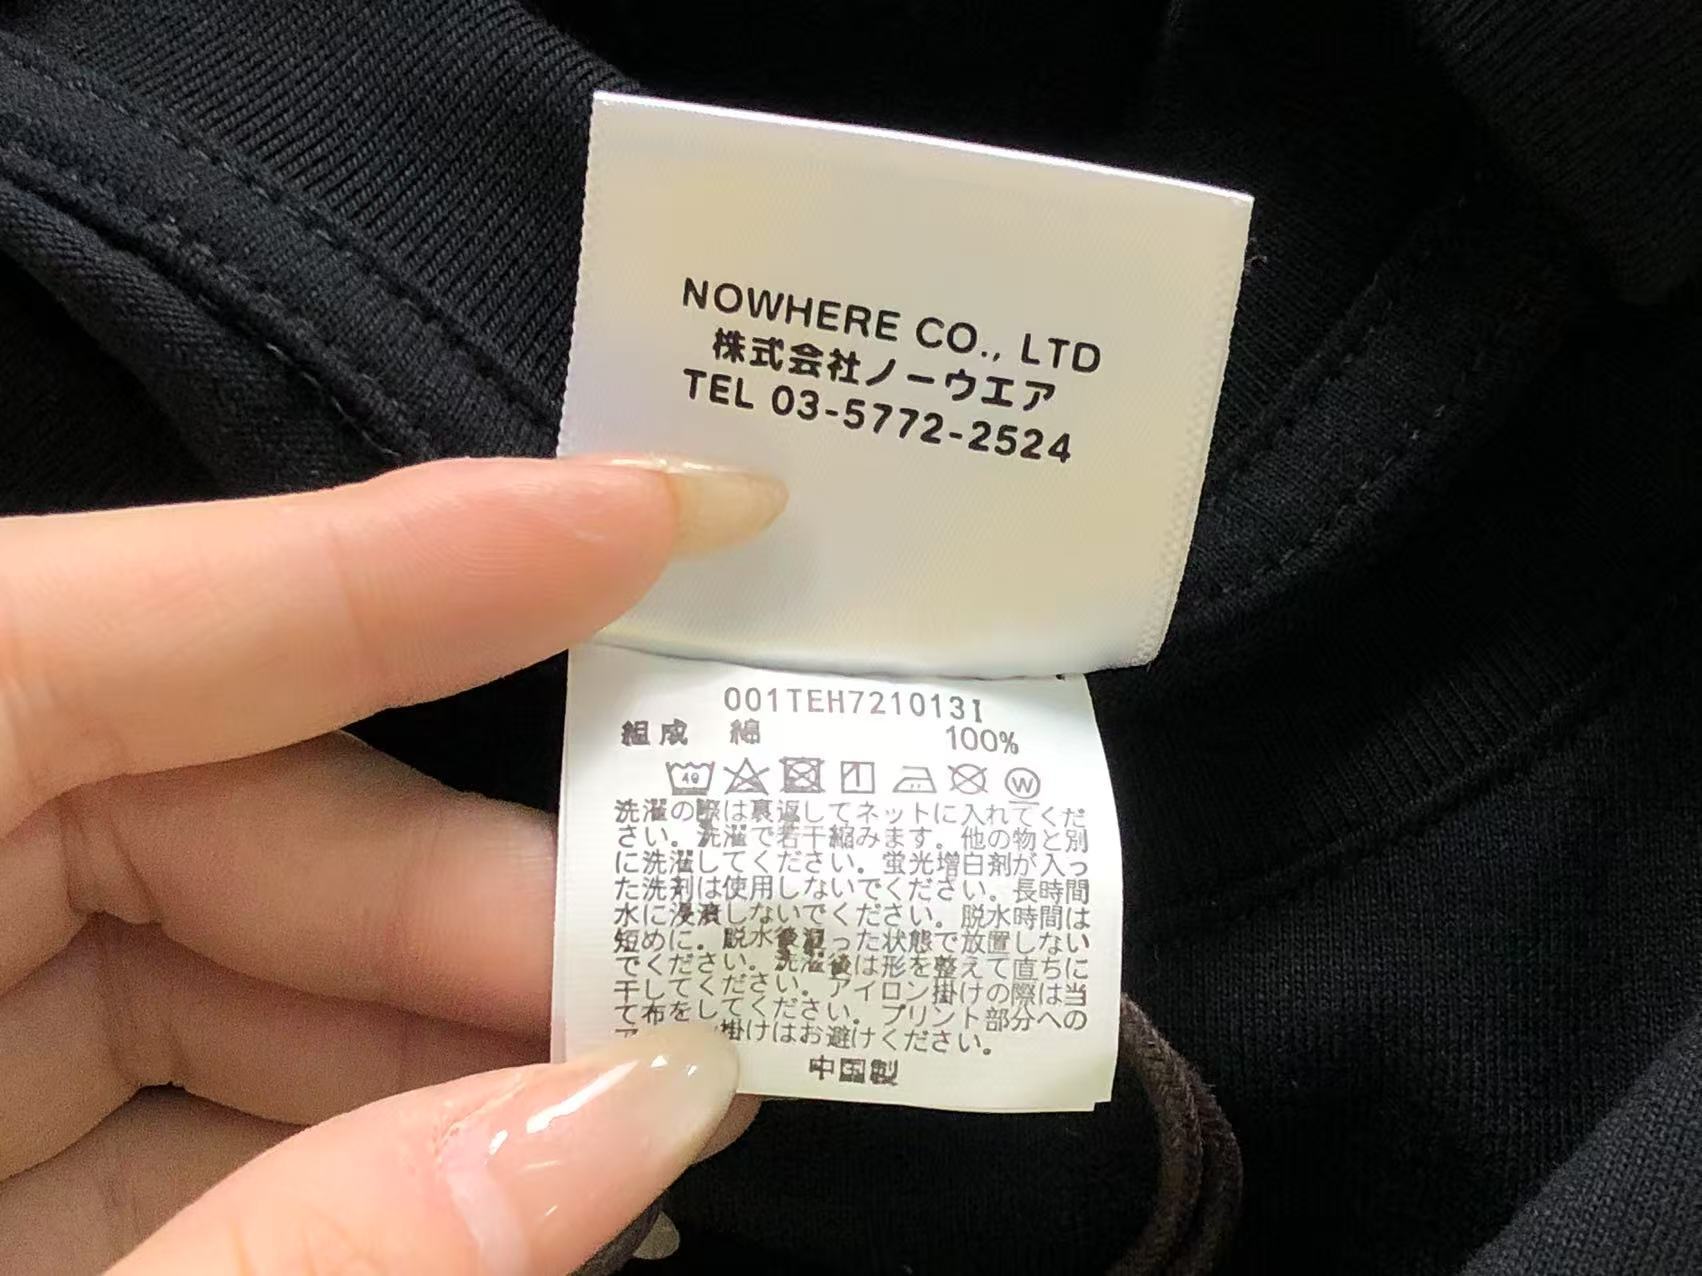 NOWHERE CO., LTD
株式会社ノーウエア
TEL 03-5772-2524
001TEH721013I
組成 綿 100%
40 W
洗濯の際は裏返してネットに入れてくだ
さい。洗濯で若干縮みます。他の物と別
に洗濯してください。蛍光増白剤が入っ
た洗剤は使用しないでください。長時間
水に浸漬しないでください。脱水時間は
短めに。脱水後湿った状態で放置しない
でください。洗濯後は形を整えて直ちに
干してください。アイロン掛けの際は当
て布をしてください。プリント部分への
掛けはお避けください。
中国製